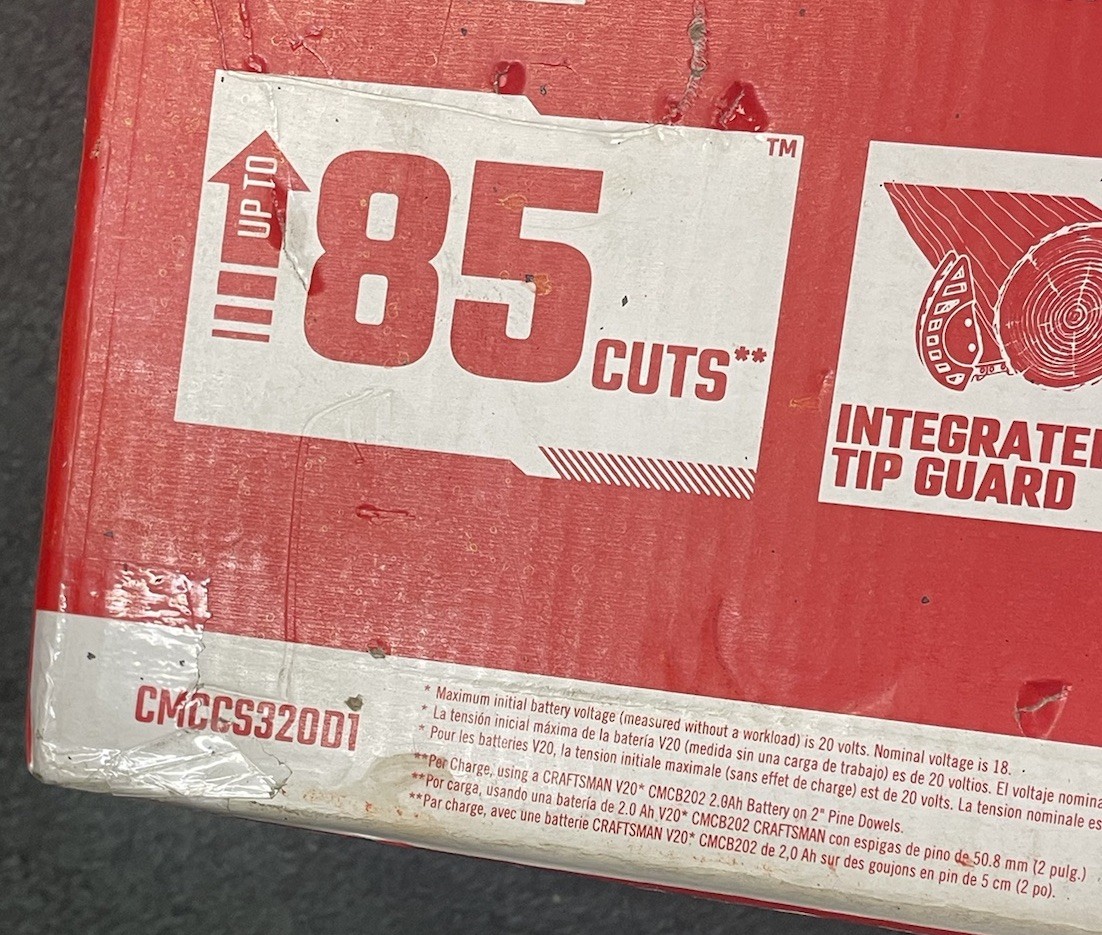 UP TO
85
CUTS**
TM
INTEGRATED
TIP GUARD
CMCCS320D1
* Maximum initial battery voltage (measured without a workload) is 20 volts. Nominal voltage is 18.
* La tensión inicial máxima de la batería V20 (medida sin una carga de trabajo) es de 20 voltios. El voltaje nomina
* Pour les batteries V20, la tension initiale maximale (sans effet de charge) est de 20 volts. La tension nominale es
**Per Charge, using a CRAFTSMAN V20* CMCB202 2.0Ah Battery on 2" Pine Dowels.
**Por carga, usando una batería de 2.0 Ah V20* CMCB202 CRAFTSMAN con espigas de pino de 50.8 mm (2 pulg.)
**Par charge, avec une batterie CRAFTSMAN V20* CMCB202 de 2,0 Ah sur des goujons en pin de 5 cm (2 po).